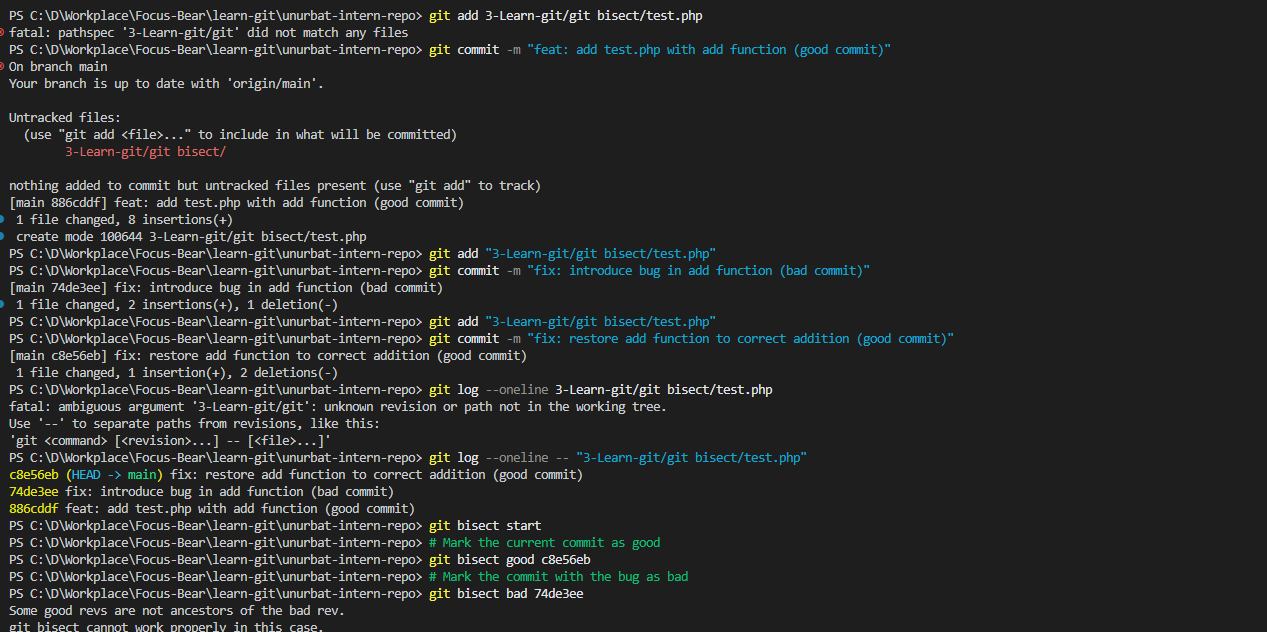 PS C:\D\Workplace\Focus-Bear\learn-git\unurbat-intern-repo> git add 3-Learn-git/git bisect/test.php
fatal: pathspec '3-Learn-git/git' did not match any files
PS C:\D\Workplace\Focus-Bear\learn-git\unurbat-intern-repo> git commit -m "feat: add test.php with add function (good commit)"
On branch main
Your branch is up to date with 'origin/main'.

Untracked files:
  (use "git add <file>..." to include in what will be committed)
        3-Learn-git/git bisect/

nothing added to commit but untracked files present (use "git add" to track)
[main 886cddf] feat: add test.php with add function (good commit)
 1 file changed, 8 insertions(+)
 create mode 100644 3-Learn-git/git bisect/test.php
PS C:\D\Workplace\Focus-Bear\learn-git\unurbat-intern-repo> git add "3-Learn-git/git bisect/test.php"
PS C:\D\Workplace\Focus-Bear\learn-git\unurbat-intern-repo> git commit -m "fix: introduce bug in add function (bad commit)"
[main 74de3ee] fix: introduce bug in add function (bad commit)
 1 file changed, 2 insertions(+), 1 deletion(-)
PS C:\D\Workplace\Focus-Bear\learn-git\unurbat-intern-repo> git add "3-Learn-git/git bisect/test.php"
PS C:\D\Workplace\Focus-Bear\learn-git\unurbat-intern-repo> git commit -m "fix: restore add function to correct addition (good commit)"
[main c8e56eb] fix: restore add function to correct addition (good commit)
 1 file changed, 1 insertion(+), 2 deletions(-)
PS C:\D\Workplace\Focus-Bear\learn-git\unurbat-intern-repo> git log --oneline 3-Learn-git/git bisect/test.php
fatal: ambiguous argument '3-Learn-git/git': unknown revision or path not in the working tree.
Use '--' to separate paths from revisions, like this:
'git <command> [<revision>...] -- [<file>...]'
PS C:\D\Workplace\Focus-Bear\learn-git\unurbat-intern-repo> git log --oneline -- "3-Learn-git/git bisect/test.php"
c8e56eb (HEAD -> main) fix: restore add function to correct addition (good commit)
74de3ee fix: introduce bug in add function (bad commit)
886cddf feat: add test.php with add function (good commit)
PS C:\D\Workplace\Focus-Bear\learn-git\unurbat-intern-repo> git bisect start
PS C:\D\Workplace\Focus-Bear\learn-git\unurbat-intern-repo> # Mark the current commit as good
PS C:\D\Workplace\Focus-Bear\learn-git\unurbat-intern-repo> git bisect good c8e56eb
PS C:\D\Workplace\Focus-Bear\learn-git\unurbat-intern-repo> # Mark the commit with the bug as bad
PS C:\D\Workplace\Focus-Bear\learn-git\unurbat-intern-repo> git bisect bad 74de3ee
Some good revs are not ancestors of the bad rev.
git bisect cannot work properly in this case.